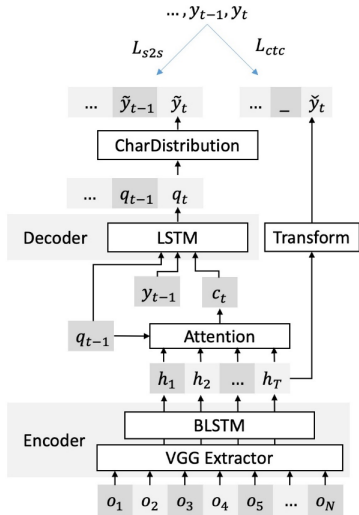 ..., y_{t-1}, y_t
L_{s2s} L_{ctc}
... ỹ_{t-1} ỹ_t ... _ y̌_t
CharDistribution
... q_{t-1} q_t
Decoder LSTM Transform
y_{t-1} c_t
q_{t-1} Attention
h_1 h_2 ... h_T
Encoder BLSTM
VGG Extractor
o_1 o_2 o_3 o_4 o_5 ... o_N